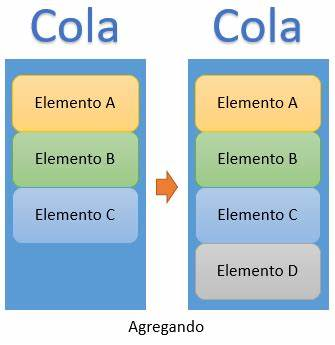 Cola
Elemento A
Elemento B
Elemento C
Cola
Elemento A
Elemento B
Elemento C
Elemento D
Agregando